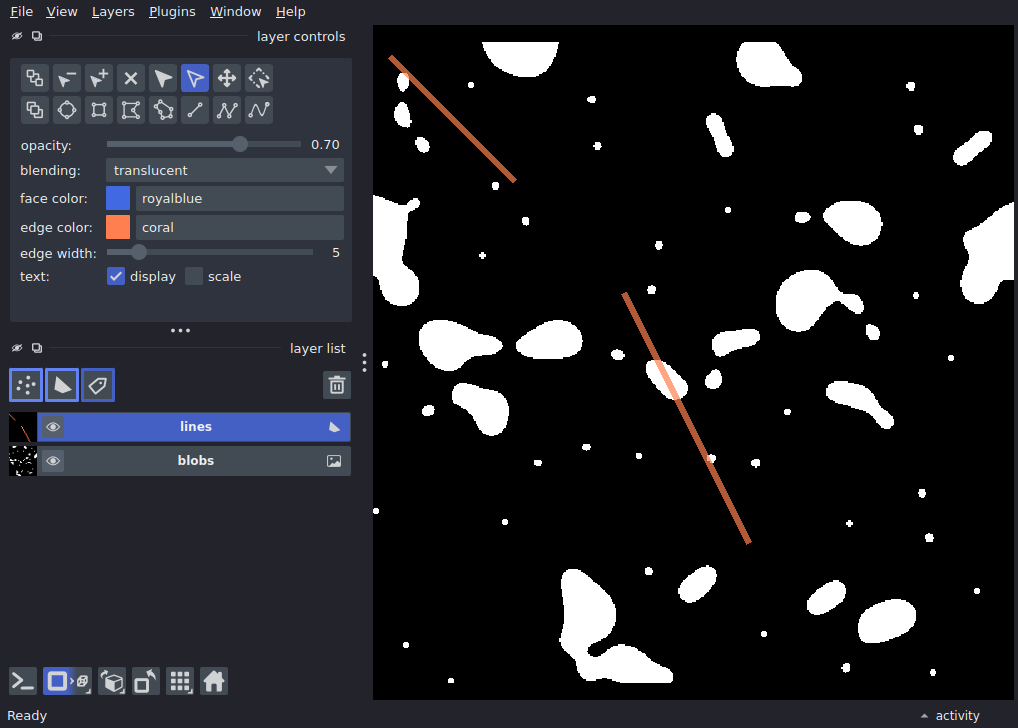 File View Layers Plugins Window Help
layer controls
opacity: 0.70
blending: translucent
face color: royalblue
edge color: coral
edge width: 5
text: display scale
layer list
lines
blobs
Ready activity